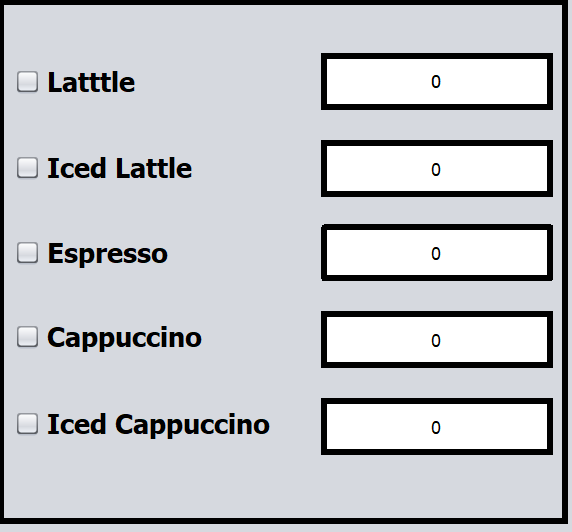 Latttle 0
Iced Lattle 0
Espresso 0
Cappuccino 0
Iced Cappuccino 0